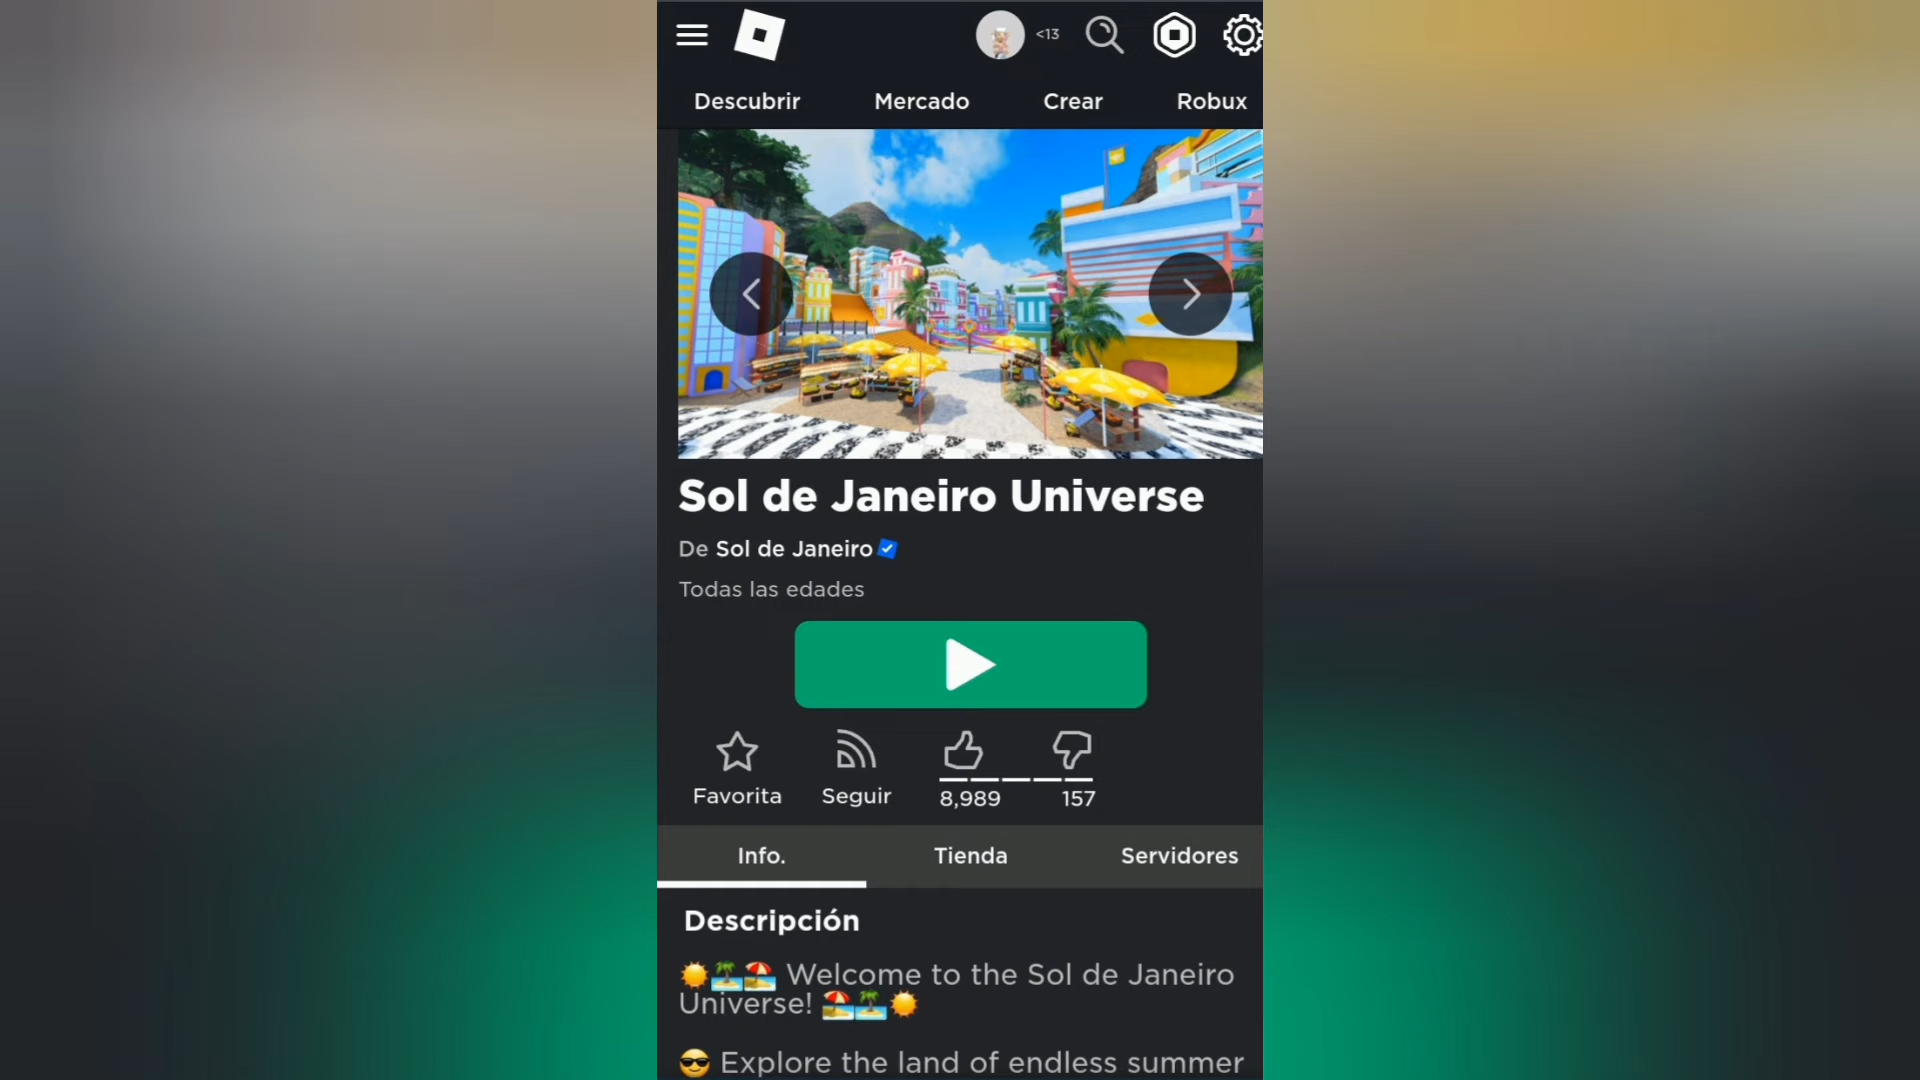 <13
Descubrir Mercado Crear Robux
Sol de Janeiro Universe
De Sol de Janeiro
Todas las edades
Favorita Seguir 8,989 157
Info. Tienda Servidores
Descripción
☀️🏝️🏖️ Welcome to the Sol de Janeiro
Universe! 🏖️🏝️☀️
😎 Explore the land of endless summer